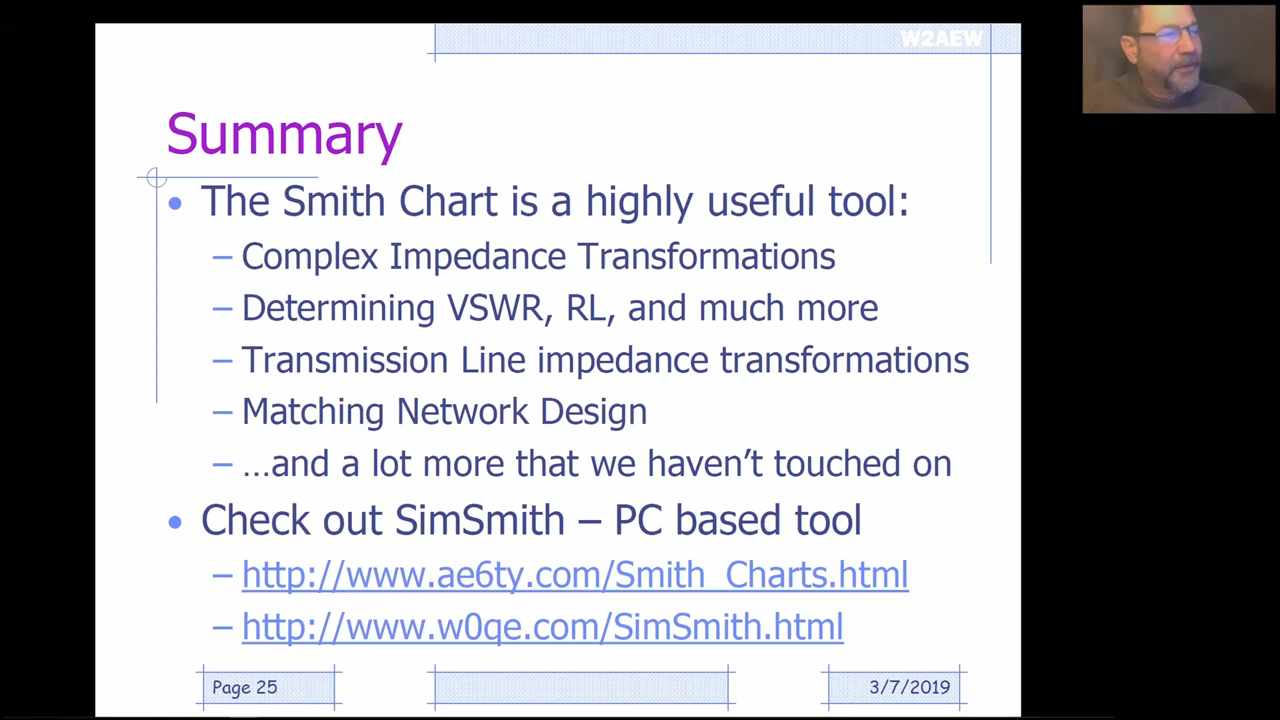 W2AEW
Summary
• The Smith Chart is a highly useful tool:
– Complex Impedance Transformations
– Determining VSWR, RL, and much more
– Transmission Line impedance transformations
– Matching Network Design
– …and a lot more that we haven’t touched on
• Check out SimSmith – PC based tool
– http://www.ae6ty.com/Smith_Charts.html
– http://www.w0qe.com/SimSmith.html
Page 25
3/7/2019